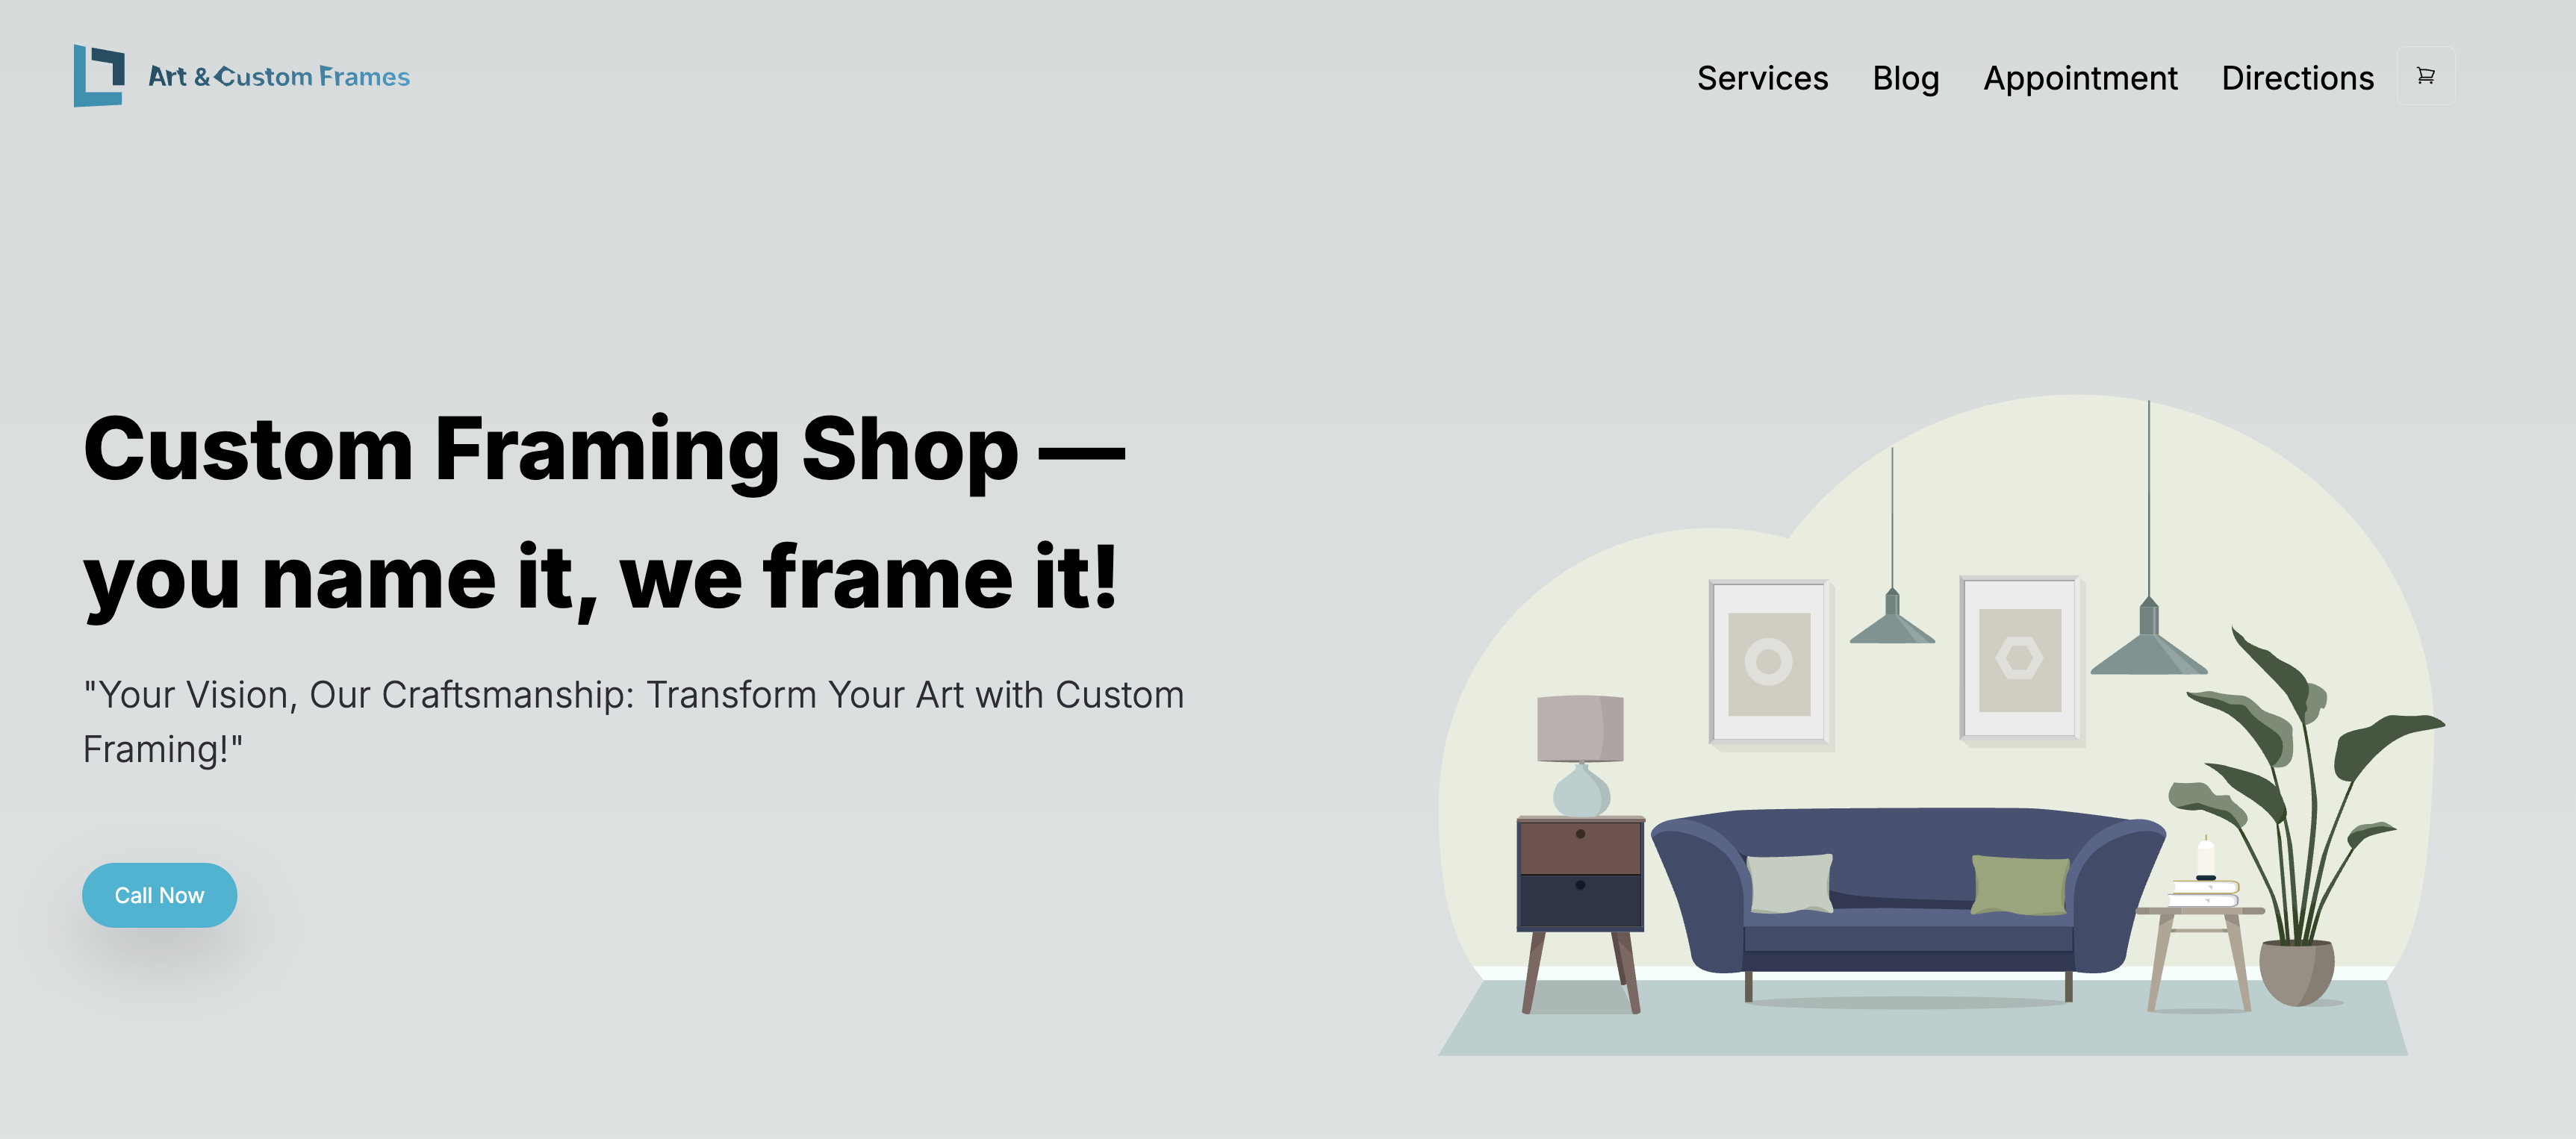 Art & Custom Frames
Services Blog Appointment Directions
Custom Framing Shop —
you name it, we frame it!
"Your Vision, Our Craftsmanship: Transform Your Art with Custom
Framing!"
Call Now